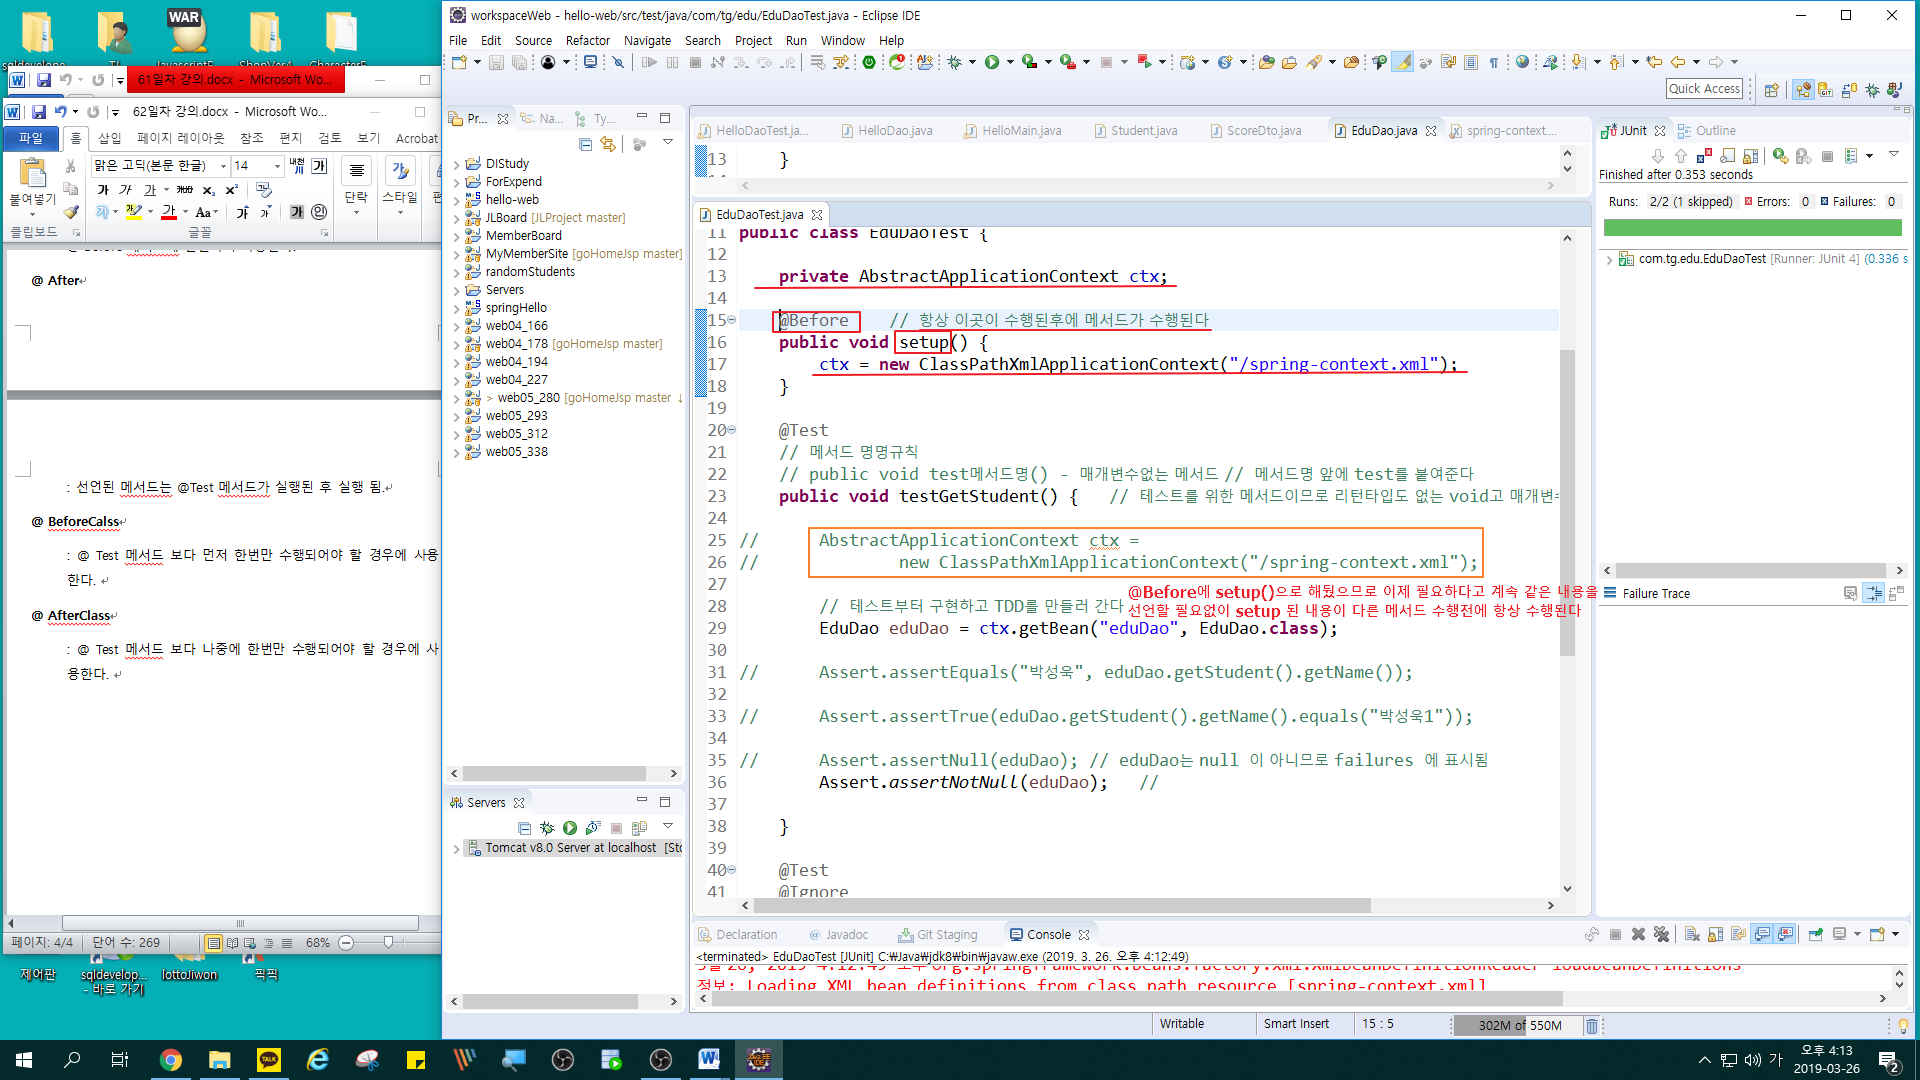 WAR
61일차 강의.docx - Microsoft Wo...
62일차 강의.docx - Microsoft Wo...
파일 홈 삽입 페이지 레이아웃 참조 편지 검토 보기 Acrobat
맑은 고딕(본문 한글) 14
붙여넣기
단락
스타일
클립보드
글꼴
@ After
: 선언된 메서드는 @Test 메서드가 실행된 후 실행 됨.
@ BeforeCalss
: @ Test 메서드 보다 먼저 한번만 수행되어야 할 경우에 사용
한다.
@ AfterClass
: @ Test 메서드 보다 나중에 한번만 수행되어야 할 경우에 사
용한다.
페이지: 4/4 단어 수: 269 68%
제어판
sqldevelop...
- 바로 가기
lottoJiwon
픽픽
workspaceWeb - hello-web/src/test/java/com/tg/edu/EduDaoTest.java - Eclipse IDE
File Edit Source Refactor Navigate Search Project Run Window Help
Quick Access
Pr... Na... Ty...
DIStudy
ForExpend
hello-web
JLBoard [JLProject master]
MemberBoard
MyMemberSite [goHomeJsp master]
randomStudents
Servers
springHello
web04_166
web04_178 [goHomeJsp master]
web04_194
web04_227
> web05_280 [goHomeJsp master ↓
web05_293
web05_312
web05_338
Servers
Tomcat v8.0 Server at localhost [Sto
HelloDaoTest.ja... HelloDao.java HelloMain.java Student.java ScoreDto.java EduDao.java spring-context....
13 }
EduDaoTest.java
11 public class EduDaoTest {
12
13 private AbstractApplicationContext ctx;
14
15 @Before // 항상 이곳이 수행된후에 메서드가 수행된다
16 public void setup() {
17 ctx = new ClassPathXmlApplicationContext("/spring-context.xml");
18 }
19
20 @Test
21 // 메서드 명명규칙
22 // public void test메서드명() - 매개변수없는 메서드 // 메서드명 앞에 test를 붙여준다
23 public void testGetStudent() { // 테스트를 위한 메서드이므로 리턴타입도 없는 void고 매개변
24
25 // AbstractApplicationContext ctx =
26 // new ClassPathXmlApplicationContext("/spring-context.xml");
27
@Before에 setup()으로 해뒀으므로 이제 필요하다고 계속 같은 내용을
28 // 테스트부터 구현하고 TDD를 만들러 간다
선언할 필요없이 setup 된 내용이 다른 메서드 수행전에 항상 수행된다
29 EduDao eduDao = ctx.getBean("eduDao", EduDao.class);
30
31 // Assert.assertEquals("박성욱", eduDao.getStudent().getName());
32
33 // Assert.assertTrue(eduDao.getStudent().getName().equals("박성욱1"));
34
35 // Assert.assertNull(eduDao); // eduDao는 null 이 아니므로 failures 에 표시됨
36 Assert.assertNotNull(eduDao); //
37
38 }
39
40 @Test
41 @Ignore
JUnit Outline
Finished after 0.353 seconds
Runs: 2/2 (1 skipped) Errors: 0 Failures: 0
com.tg.edu.EduDaoTest [Runner: JUnit 4] (0.336 s
Failure Trace
Declaration Javadoc Git Staging Console
<terminated> EduDaoTest [JUnit] C:\Java\jdk8\bin\javaw.exe (2019. 3. 26. 오후 4:12:49)
3월 26, 2019 4:12:49 오후 org.springframework.beans.factory.xml.XmlBeanDefinitionReader loadBeanDefinitions
정보: Loading XML bean definitions from class path resource [spring-context.xml]
Writable Smart Insert 15 : 5 302M of 550M
TALK
가 오후 4:13
2019-03-26
2